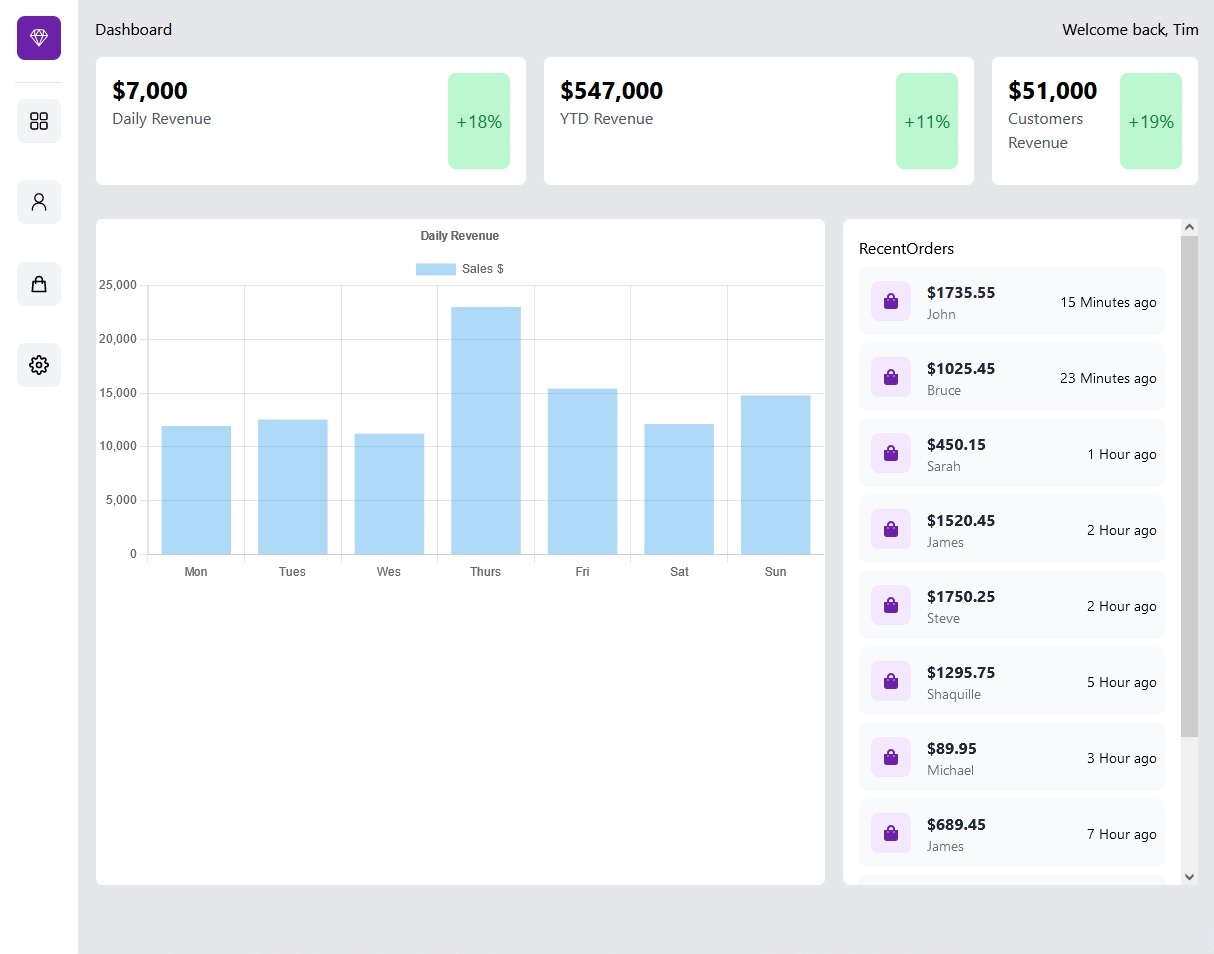 Dashboard
Welcome back, Tim
$7,000
Daily Revenue
+18%
$547,000
YTD Revenue
+11%
$51,000
Customers
Revenue
+19%
Daily Revenue
Sales $
25,000
20,000
15,000
10,000
5,000
0
Mon Tues Wes Thurs Fri Sat Sun
RecentOrders
$1735.55
John
15 Minutes ago
$1025.45
Bruce
23 Minutes ago
$450.15
Sarah
1 Hour ago
$1520.45
James
2 Hour ago
$1750.25
Steve
2 Hour ago
$1295.75
Shaquille
5 Hour ago
$89.95
Michael
3 Hour ago
$689.45
James
7 Hour ago